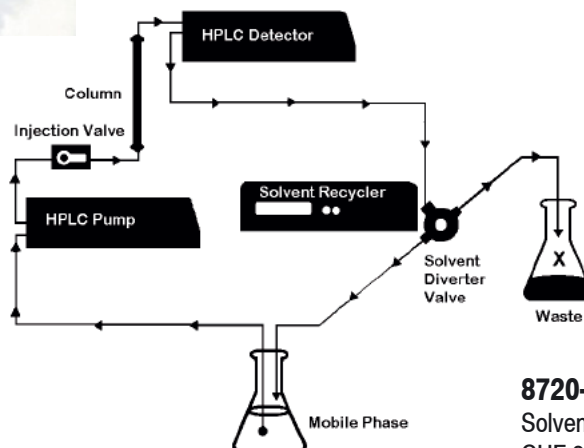 HPLC Detector
Column
Injection Valve
HPLC Pump
Solvent Recycler
Solvent
Diverter
Valve
X
Waste
Mobile Phase
8720-
Solven